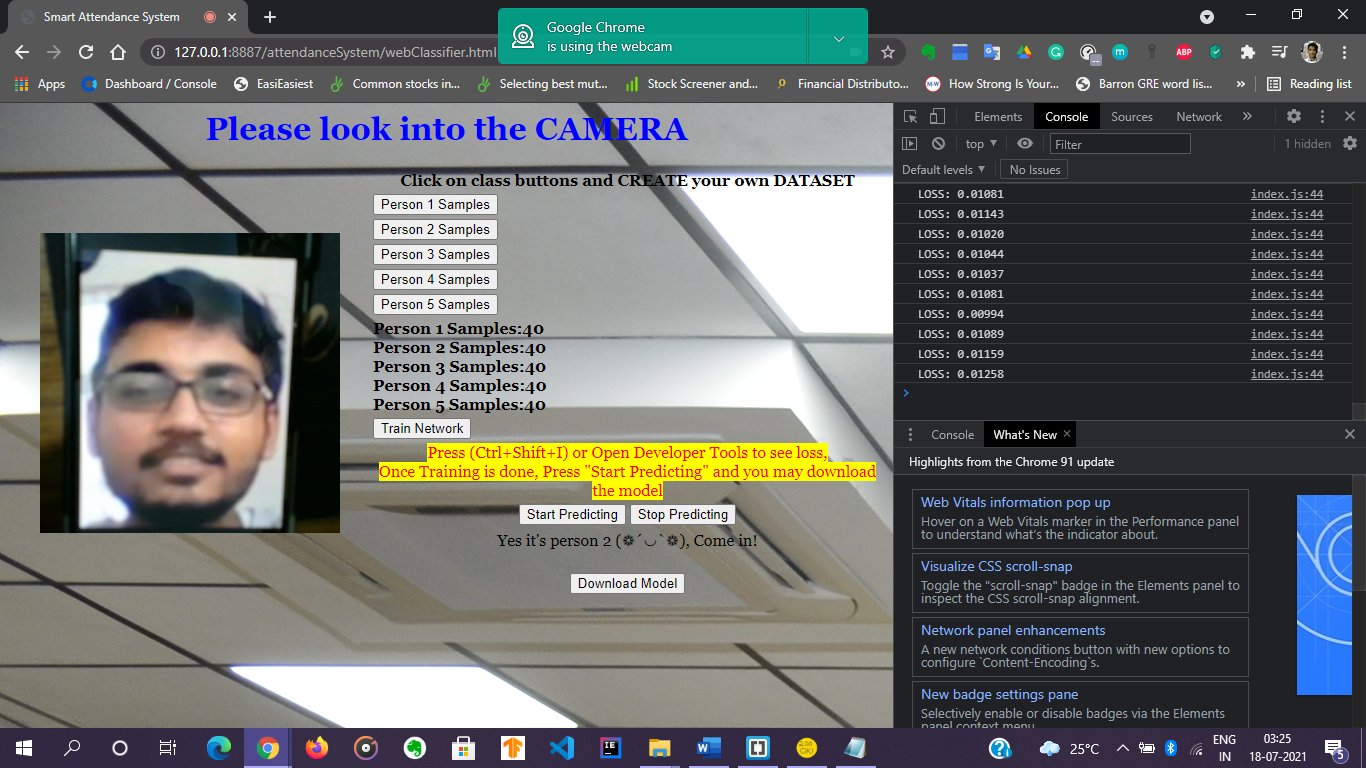 Smart Attendance System
Google Chrome
is using the webcam
127.0.0.1:8887/attendanceSystem/webClassifier.html
ABP
m
G
Apps
Dashboard / Console
EasiEasiest
Common stocks in...
Selecting best mut...
Stock Screener and...
Financial Distributo...
How Strong Is Your...
Barron GRE word lis...
»
Reading list
Please look into the CAMERA
Click on class buttons and CREATE your own DATASET
Person 1 Samples
Person 2 Samples
Person 3 Samples
Person 4 Samples
Person 5 Samples
Person 1 Samples:40
Person 2 Samples:40
Person 3 Samples:40
Person 4 Samples:40
Person 5 Samples:40
Train Network
Press (Ctrl+Shift+I) or Open Developer Tools to see loss,
Once Training is done, Press "Start Predicting" and you may download
the model
Start Predicting Stop Predicting
Yes it's person 2 (❁´◡`❁), Come in!
Download Model
Elements Console Sources Network »
top ▼ Filter 1 hidden
Default levels ▼ No Issues
LOSS: 0.01081 index.js:44
LOSS: 0.01143 index.js:44
LOSS: 0.01020 index.js:44
LOSS: 0.01044 index.js:44
LOSS: 0.01037 index.js:44
LOSS: 0.01081 index.js:44
LOSS: 0.00994 index.js:44
LOSS: 0.01089 index.js:44
LOSS: 0.01159 index.js:44
LOSS: 0.01258 index.js:44
Console What's New ×
Highlights from the Chrome 91 update
Web Vitals information pop up
Hover on a Web Vitals marker in the Performance panel
to understand what's the indicator about.
Visualize CSS scroll-snap
Toggle the "scroll-snap" badge in the Elements panel to
inspect the CSS scroll-snap alignment.
Network panel enhancements
A new network conditions button with new options to
configure `Content-Encoding`s.
New badge settings pane
Selectively enable or disable badges via the Elements
panel context menu.
25°C
ENG
IN
03:25
18-07-2021
5